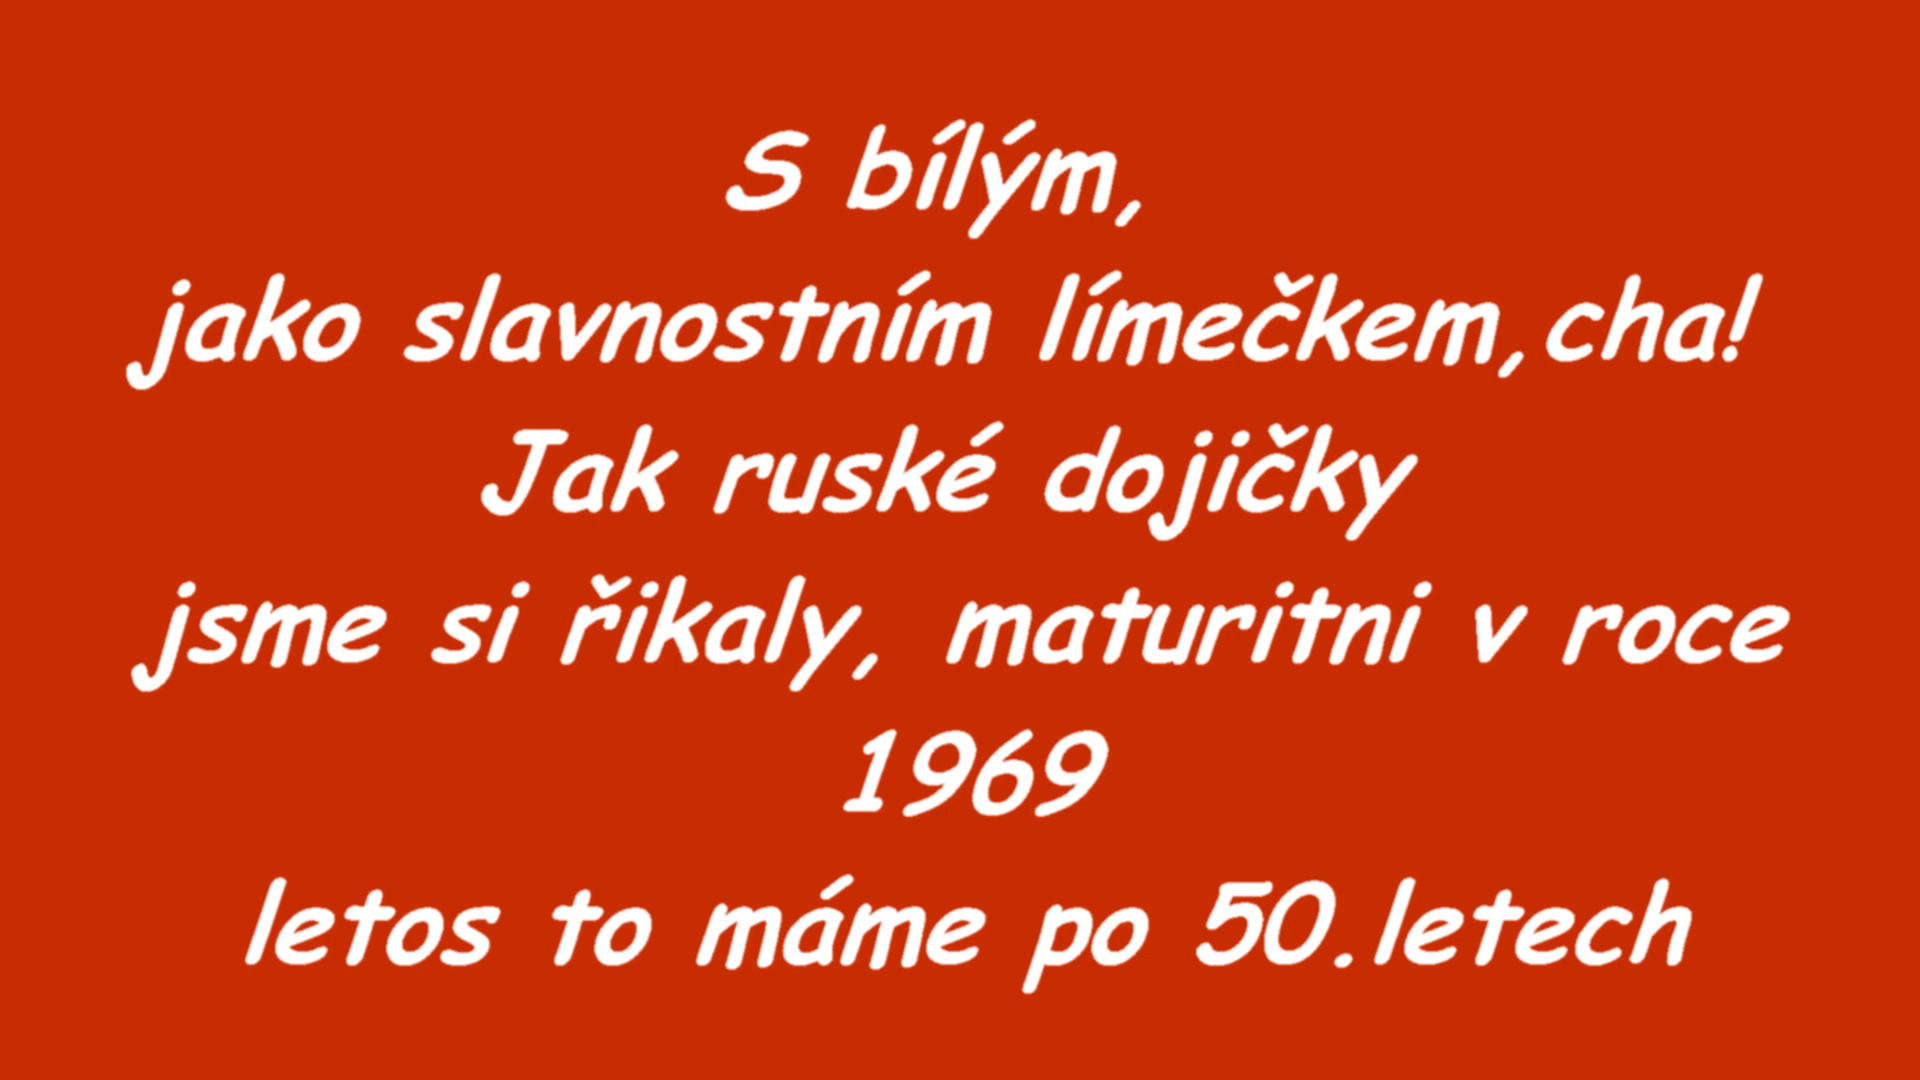 S bílým,
jako slavnostním límečkem,cha!
Jak ruské dojičky
jsme si řikaly, maturitni v roce
1969
letos to máme po 50.letech